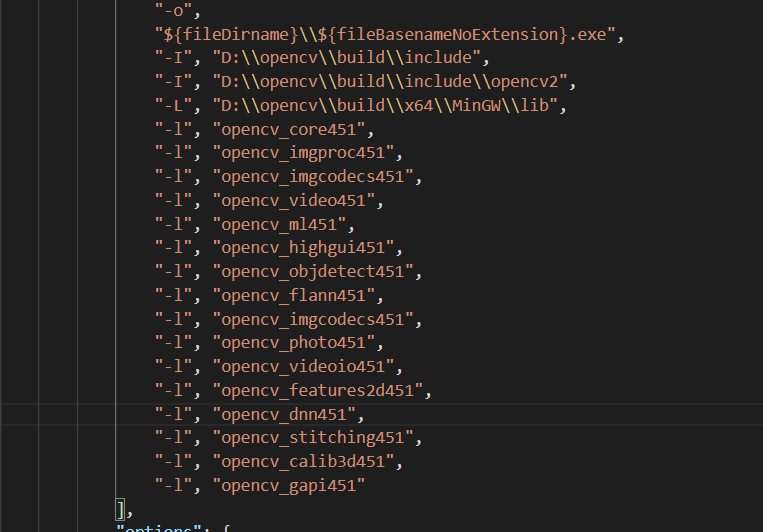 "-o",
"${fileDirname}\\${fileBasenameNoExtension}.exe",
"-I", "D:\\opencv\\build\\include",
"-I", "D:\\opencv\\build\\include\\opencv2",
"-L", "D:\\opencv\\build\\x64\\MinGW\\lib",
"-l", "opencv_core451",
"-l", "opencv_imgproc451",
"-l", "opencv_imgcodecs451",
"-l", "opencv_video451",
"-l", "opencv_ml451",
"-l", "opencv_highgui451",
"-l", "opencv_objdetect451",
"-l", "opencv_flann451",
"-l", "opencv_imgcodecs451",
"-l", "opencv_photo451",
"-l", "opencv_videoio451",
"-l", "opencv_features2d451",
"-l", "opencv_dnn451",
"-l", "opencv_stitching451",
"-l", "opencv_calib3d451",
"-l", "opencv_gapi451"
],
"options": {